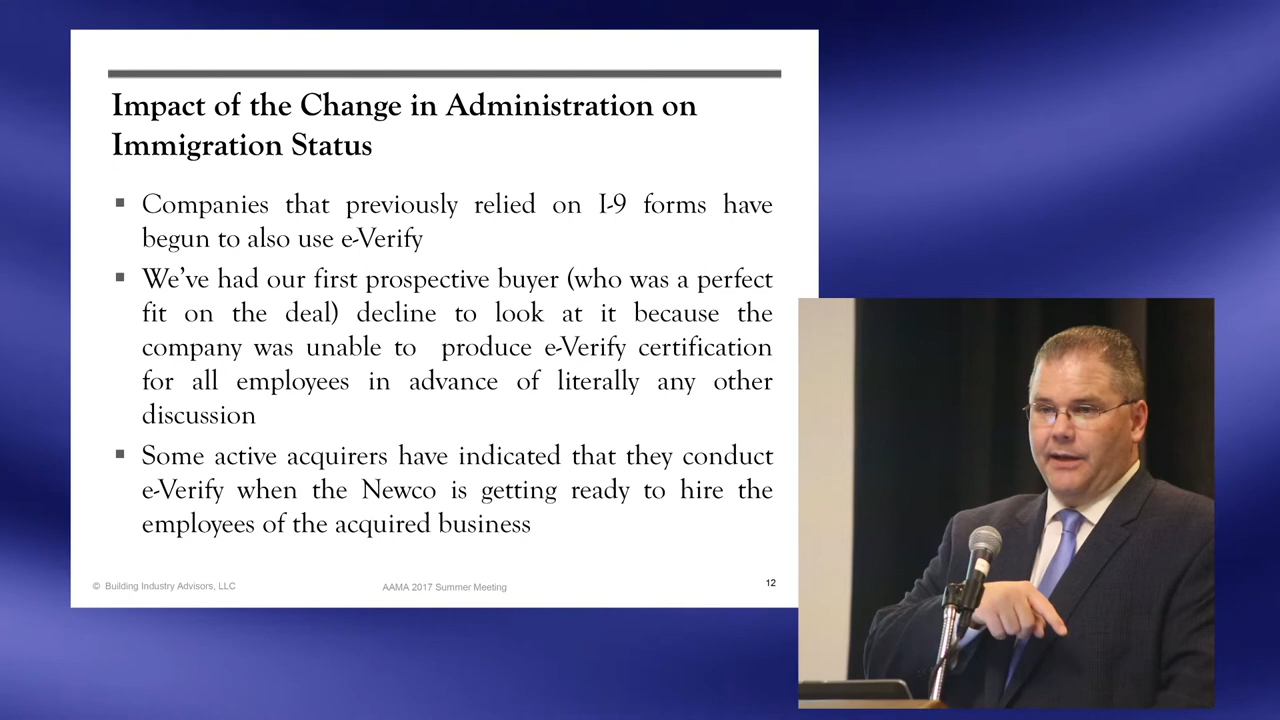 Impact of the Change in Administration on
Immigration Status
▪ Companies that previously relied on I-9 forms have
begun to also use e-Verify
▪ We've had our first prospective buyer (who was a perfect
fit on the deal) decline to look at it because the
company was unable to produce e-Verify certification
for all employees in advance of literally any other
discussion
▪ Some active acquirers have indicated that they conduct
e-Verify when the Newco is getting ready to hire the
employees of the acquired business
© Building Industry Advisors, LLC
AAMA 2017 Summer Meeting
12